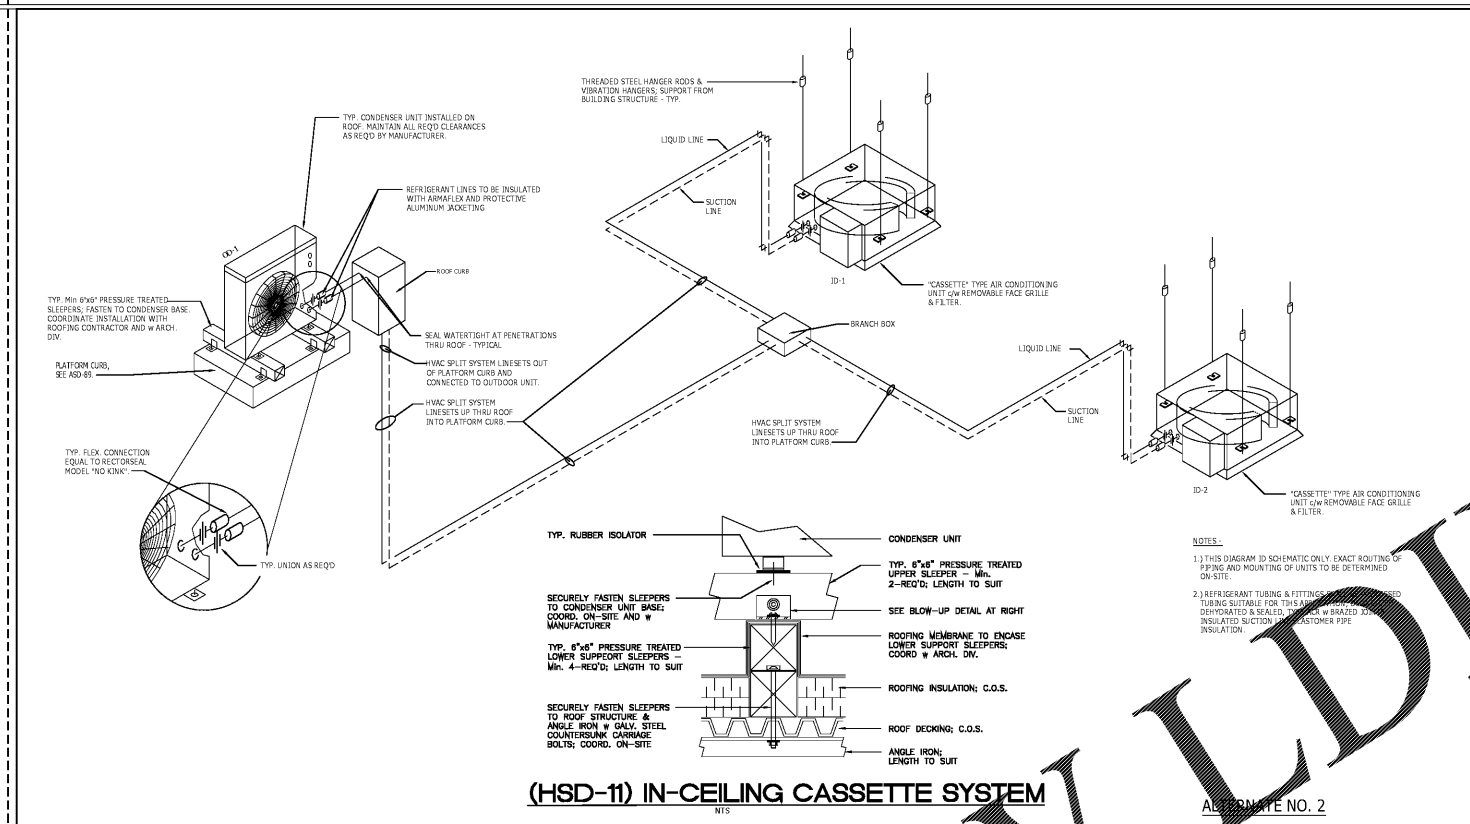 THREADED STEEL HANGER RODS &
VIBRATION HANGERS; SUPPORT FROM
BUILDING STRUCTURE - TYP.
TYP. CONDENSER UNIT INSTALLED ON
ROOF. MAINTAIN ALL REQ'D CLEARANCES
AS REQ'D BY MANUFACTURER.
LIQUID LINE
REFRIGERANT LINES TO BE INSULATED
WITH ARMAFLEX AND PROTECTIVE
ALUMINUM JACKETING
SUCTION
LINE
OD-1
ROOF CURB
ID-1
"CASSETTE" TYPE AIR CONDITIONING
UNIT c/w REMOVABLE FACE GRILLE
& FILTER.
TYP. Min 6"x6" PRESSURE TREATED
SLEEPERS; FASTEN TO CONDENSER BASE.
COORDINATE INSTALLATION WITH
ROOFING CONTRACTOR AND w ARCH.
DIV.
BRANCH BOX
SEAL WATERTIGHT AT PENETRATIONS
THRU ROOF - TYPICAL
LIQUID LINE
PLATFORM CURB,
SEE ASD-89.
HVAC SPLIT SYSTEM LINESETS OUT
OF PLATFORM CURB AND
CONNECTED TO OUTDOOR UNIT.
HVAC SPLIT SYSTEM
LINESETS UP THRU ROOF
INTO PLATFORM CURB.
HVAC SPLIT SYSTEM
LINESETS UP THRU ROOF
INTO PLATFORM CURB.
SUCTION
LINE
TYP. FLEX. CONNECTION
EQUAL TO RECTORSEAL
MODEL "NO KINK".
ID-2
"CASSETTE" TYPE AIR CONDITIONING
UNIT c/w REMOVABLE FACE GRILLE
& FILTER.
TYP. UNION AS REQ'D
TYP. RUBBER ISOLATOR
CONDENSER UNIT
TYP. 6"x6" PRESSURE TREATED
UPPER SLEEPER - Min.
2-REQ'D; LENGTH TO SUIT
SECURELY FASTEN SLEEPERS
TO CONDENSER UNIT BASE;
COORD. ON-SITE AND w
MANUFACTURER
SEE BLOW-UP DETAIL AT RIGHT
ROOFING MEMBRANE TO ENCASE
LOWER SUPPORT SLEEPERS;
COORD w ARCH. DIV.
TYP. 6"x6" PRESSURE TREATED
LOWER SUPPEORT SLEEPERS -
Min. 4-REQ'D; LENGTH TO SUIT
ROOFING INSULATION; C.O.S.
SECURELY FASTEN SLEEPERS
TO ROOF STRUCTURE &
ANGLE IRON w GALV. STEEL
COUNTERSUNK CARRIAGE
BOLTS; COORD. ON-SITE
ROOF DECKING; C.O.S.
ANGLE IRON;
LENGTH TO SUIT
NOTES -
1.) THIS DIAGRAM ID SCHEMATIC ONLY. EXACT ROUTING OF
PIPING AND MOUNTING OF UNITS TO BE DETERMINED
ON-SITE.
2.) REFRIGERANT TUBING & FITTINGS
TUBING SUITABLE FOR TIHS
DEHYDRATED & SEALED, w BRAZED
INSULATED SUCTION PIPE
INSULATION.
(HSD-11) IN-CEILING CASSETTE SYSTEM
NTS
ALTERNATE NO. 2